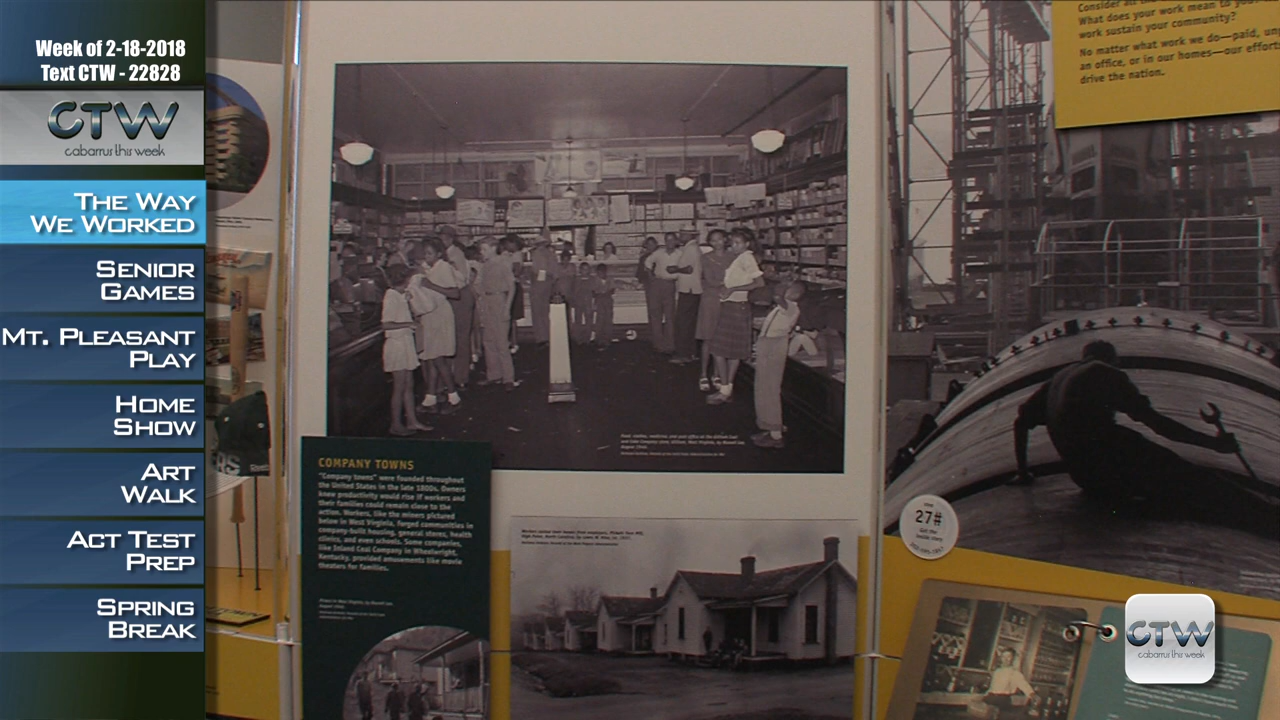 Week of 2-18-2018
Text CTW - 22828
CTW
cabarrus this week
THE WAY
WE WORKED
SENIOR
GAMES
MT. PLEASANT
PLAY
HOME
SHOW
ART
WALK
ACT TEST
PREP
SPRING
BREAK
What does your work mean to
work sustain your community?
No matter what work we do—paid,
an office, or in our homes—our
drive the nation.
COMPANY TOWNS
"Company towns" were founded throughout
the United States in the late 1800s. Owners
knew productivity would rise if workers and
their families could remain close to the
action. Workers, like the miners pictured
below in West Virginia, forged communities in
company-built housing, general stores, health
clinics, and even schools. Some companies,
like Inland Coal Company in Wheelwright,
Kentucky, provided amusements like movie
theaters for families.
27#
CTW
cabarrus this week